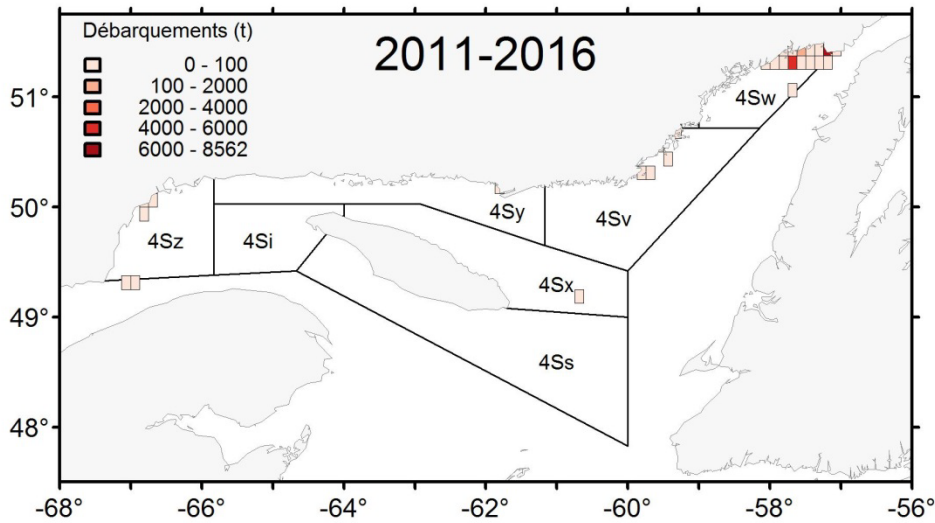 Débarquements (t)
2011-2016
0 - 100
100 - 2000
2000 - 4000
4000 - 6000
6000 - 8562
51°
50°
49°
48°
4Sw
4Sy
4Sv
4Sz
4Si
4Sx
4Ss
-68°
-66°
-64°
-62°
-60°
-58°
-56°